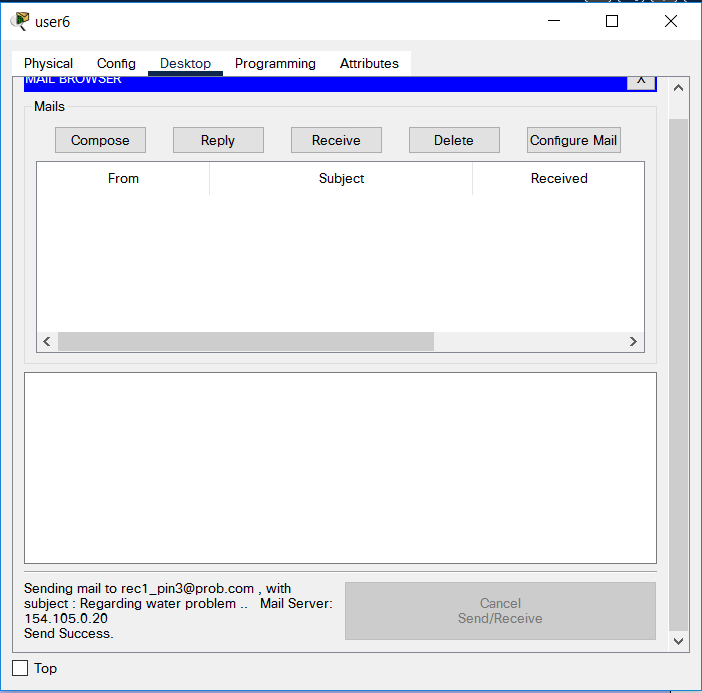 user6
Physical Config Desktop Programming Attributes
MAIL BROWSER X
Mails
Compose Reply Receive Delete Configure Mail
From Subject Received
Sending mail to rec1_pin3@prob.com , with
subject : Regarding water problem .. Mail Server:
154.105.0.20
Send Success.
Cancel
Send/Receive
Top